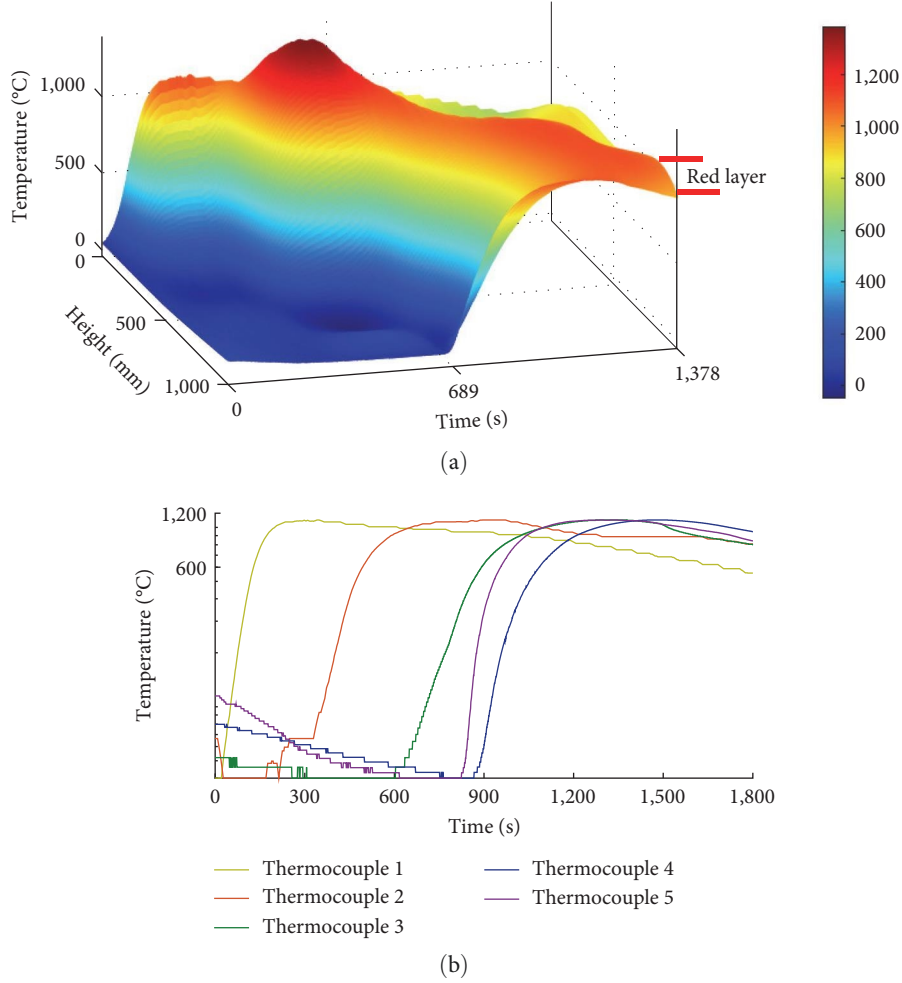 1,000
500
0
Temperature (°C)
0
500
1,000
Height (mm)
0
689
1,378
Time (s)
Red layer
1,200
1,000
800
600
400
200
0
(a)
1,200
600
Temperature (°C)
0
300
600
900
1,200
1,500
1,800
Time (s)
Thermocouple 1
Thermocouple 2
Thermocouple 3
Thermocouple 4
Thermocouple 5
(b)